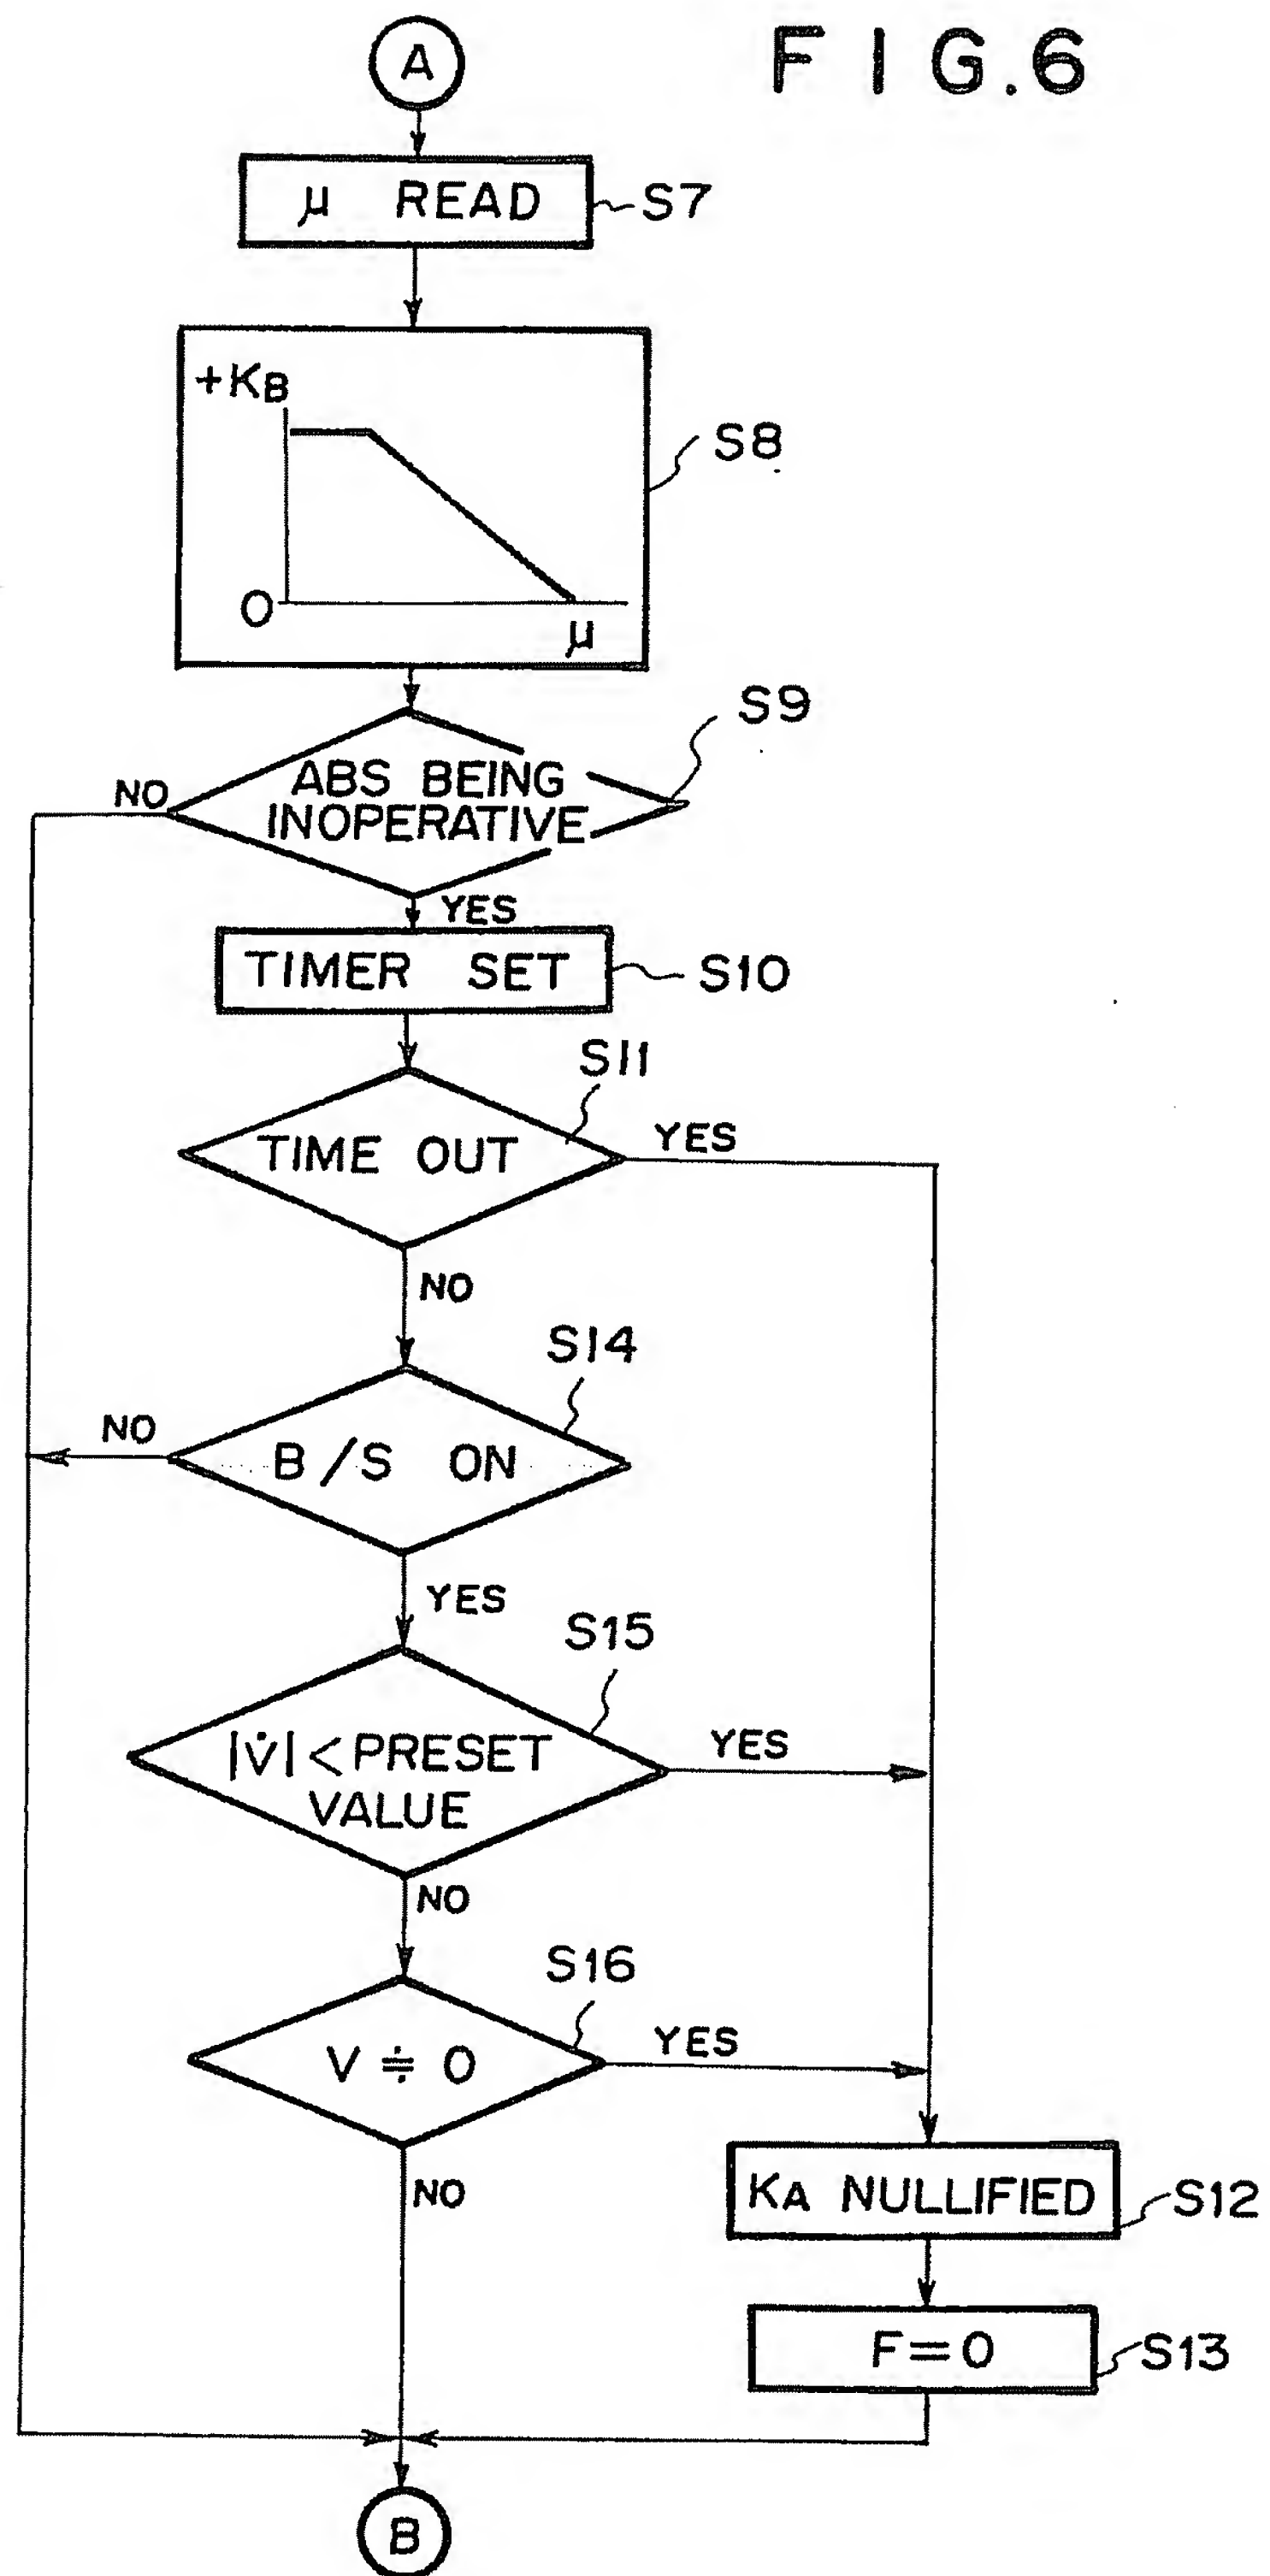 FIG.6
A
μ READ
S7
+KB
S8
0
μ
S9
ABS BEING
INOPERATIVE
NO
YES
TIMER SET
S10
S11
TIME OUT
YES
NO
S14
B/S ON
NO
YES
S15
|V̇| < PRESET
VALUE
YES
NO
S16
V ≑ 0
YES
NO
KA NULLIFIED
S12
F=0
S13
B